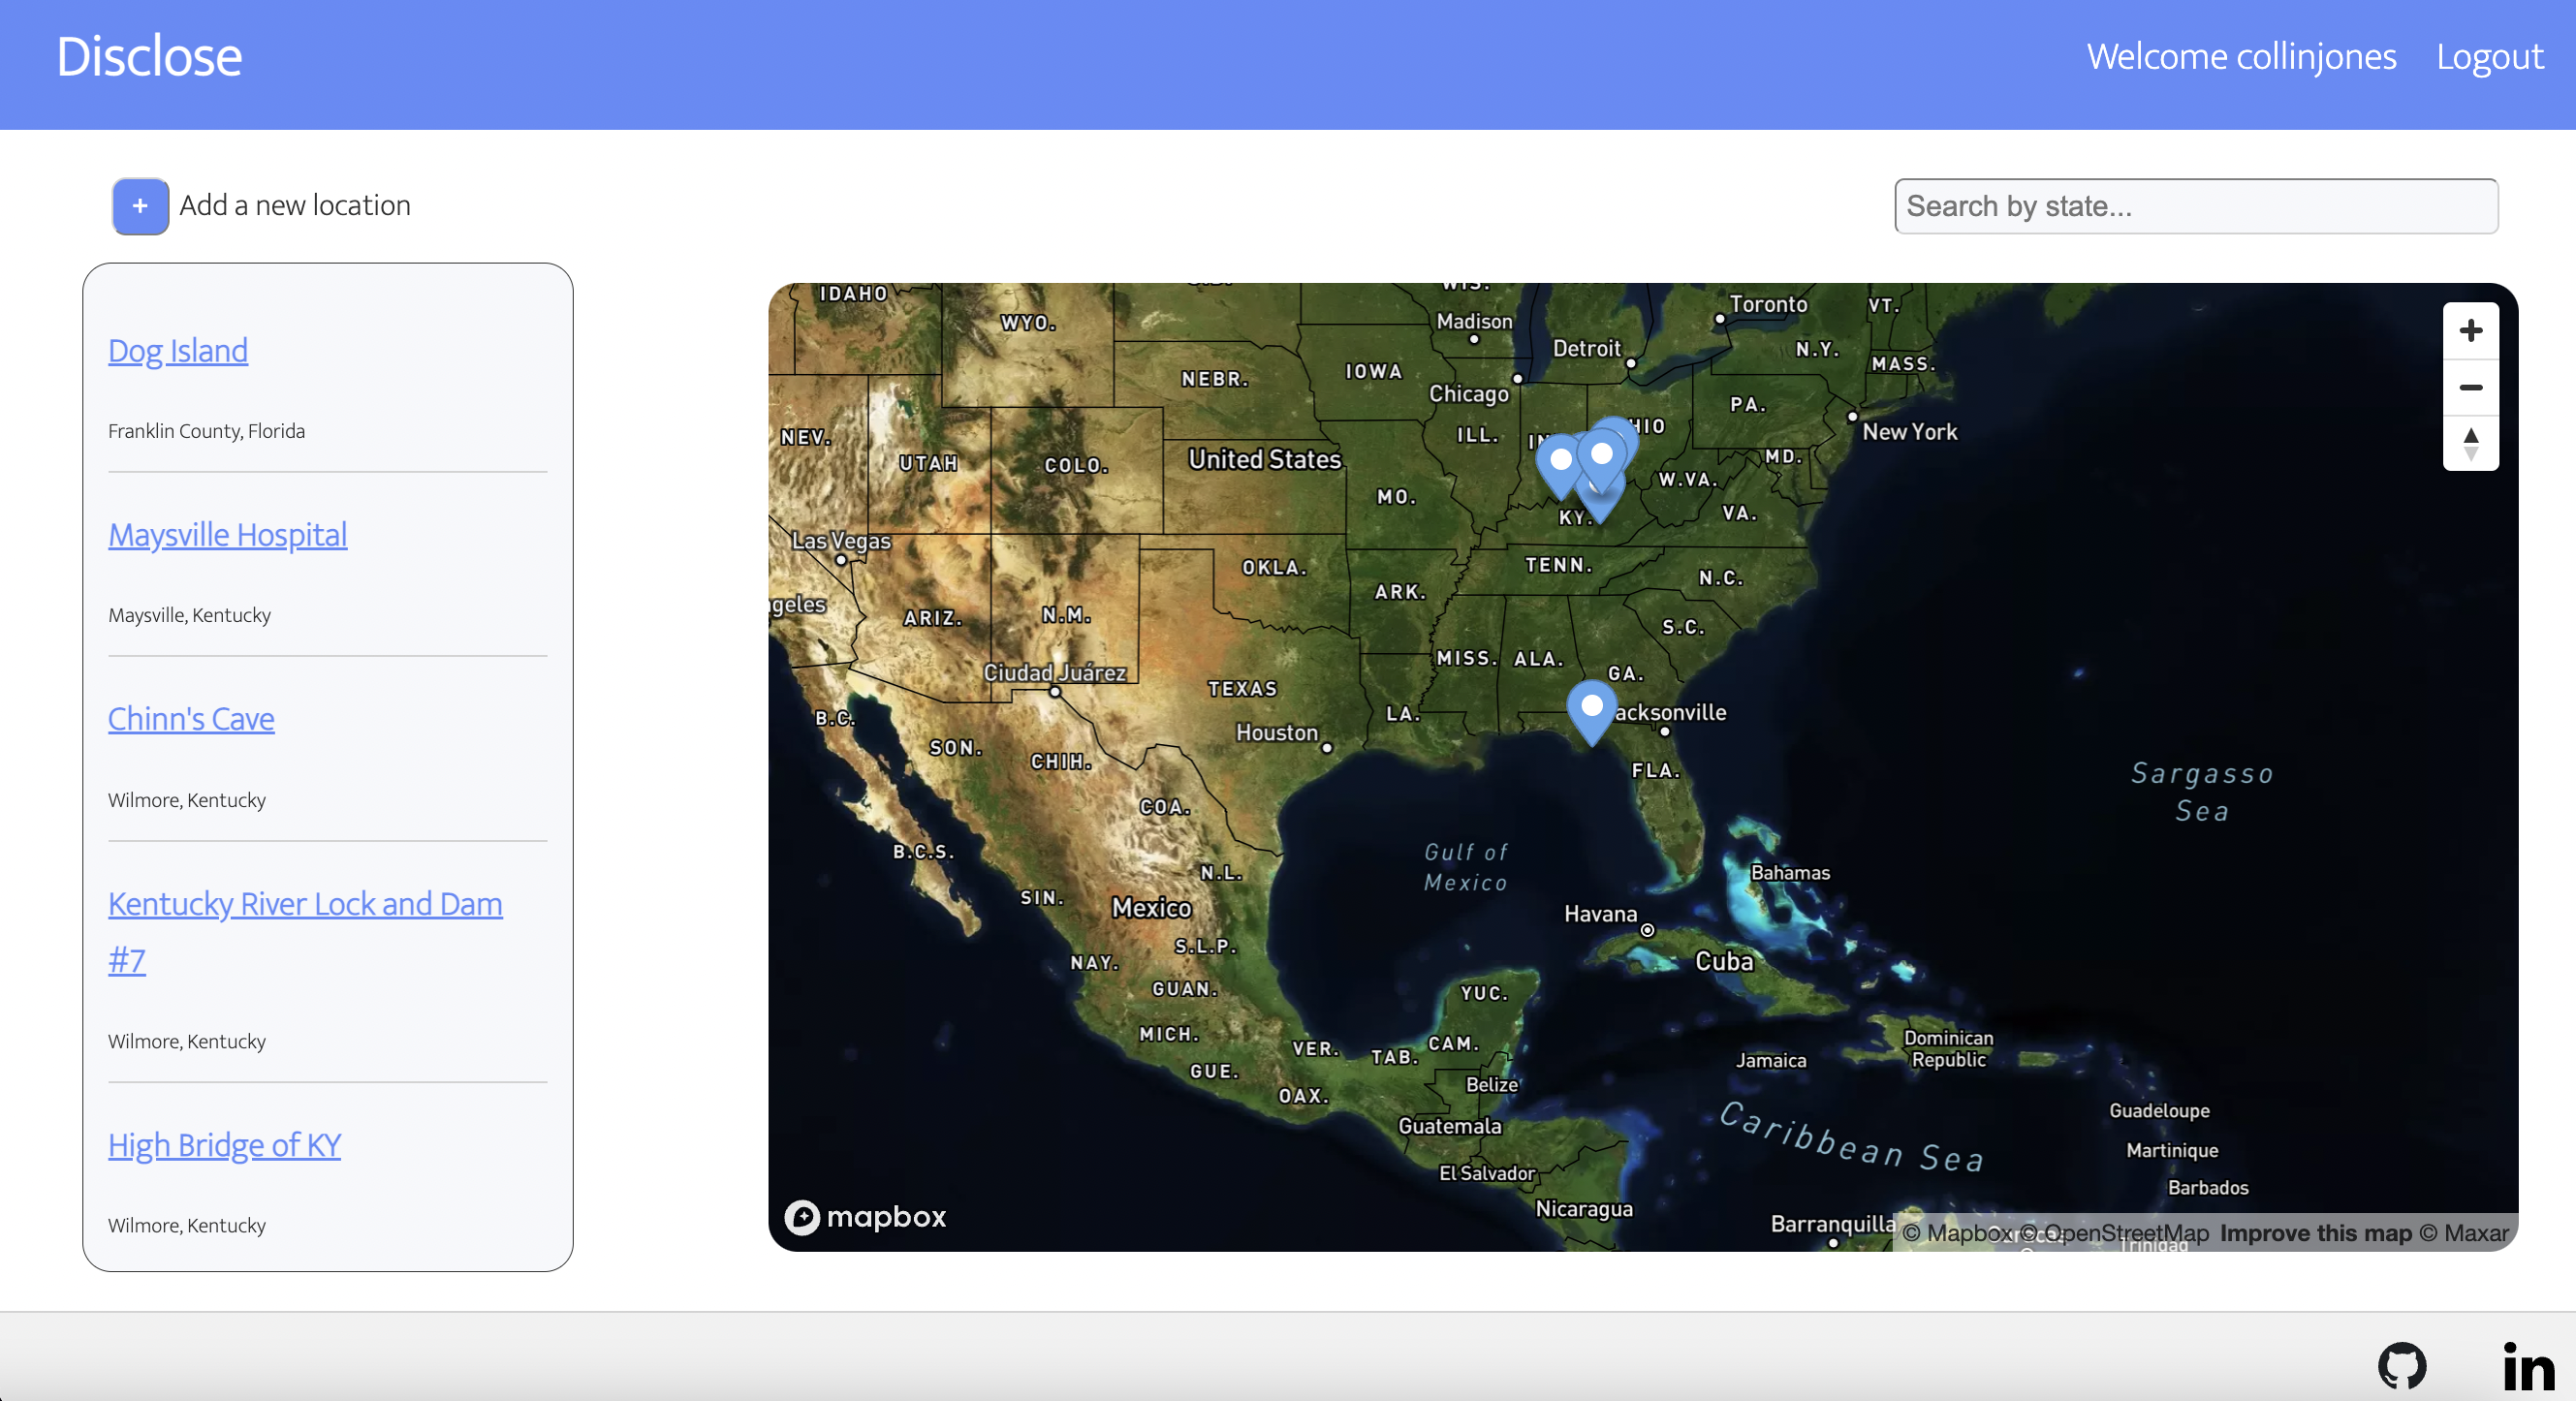 Disclose
Welcome collinjones
Logout
+
Add a new location
Search by state...
Dog Island
Franklin County, Florida
Maysville Hospital
Maysville, Kentucky
Chinn's Cave
Wilmore, Kentucky
Kentucky River Lock and Dam
#7
Wilmore, Kentucky
High Bridge of KY
Wilmore, Kentucky
IDAHO
WIS.
Toronto
VT.
WYO.
Madison
Detroit
N.Y.
MASS.
NEBR.
IOWA
Chicago
PA.
New York
NEV.
UTAH
COLO.
United States
ILL.
HIO
MD.
W.VA.
MO.
KY.
VA.
Las Vegas
OKLA.
TENN.
N.C.
ARK.
geles
ARIZ.
N.M.
S.C.
MISS.
ALA.
GA.
Ciudad Juárez
TEXAS
LA.
acksonville
B.C.
Houston
SON.
CHIH.
FLA.
Sargasso
Sea
COA.
Gulf of
Mexico
B.C.S.
N.L.
Bahamas
SIN.
Mexico
Havana
S.L.P.
Cuba
NAY.
GUAN.
YUC.
MICH.
VER.
TAB.
CAM.
Dominican
Republic
Jamaica
GUE.
OAX.
Belize
Guadeloupe
Guatemala
Caribbean Sea
Martinique
El Salvador
Barbados
Nicaragua
mapbox
Barranquilla
© Mapbox © OpenStreetMap Improve this map © Maxar
Trinidad
in